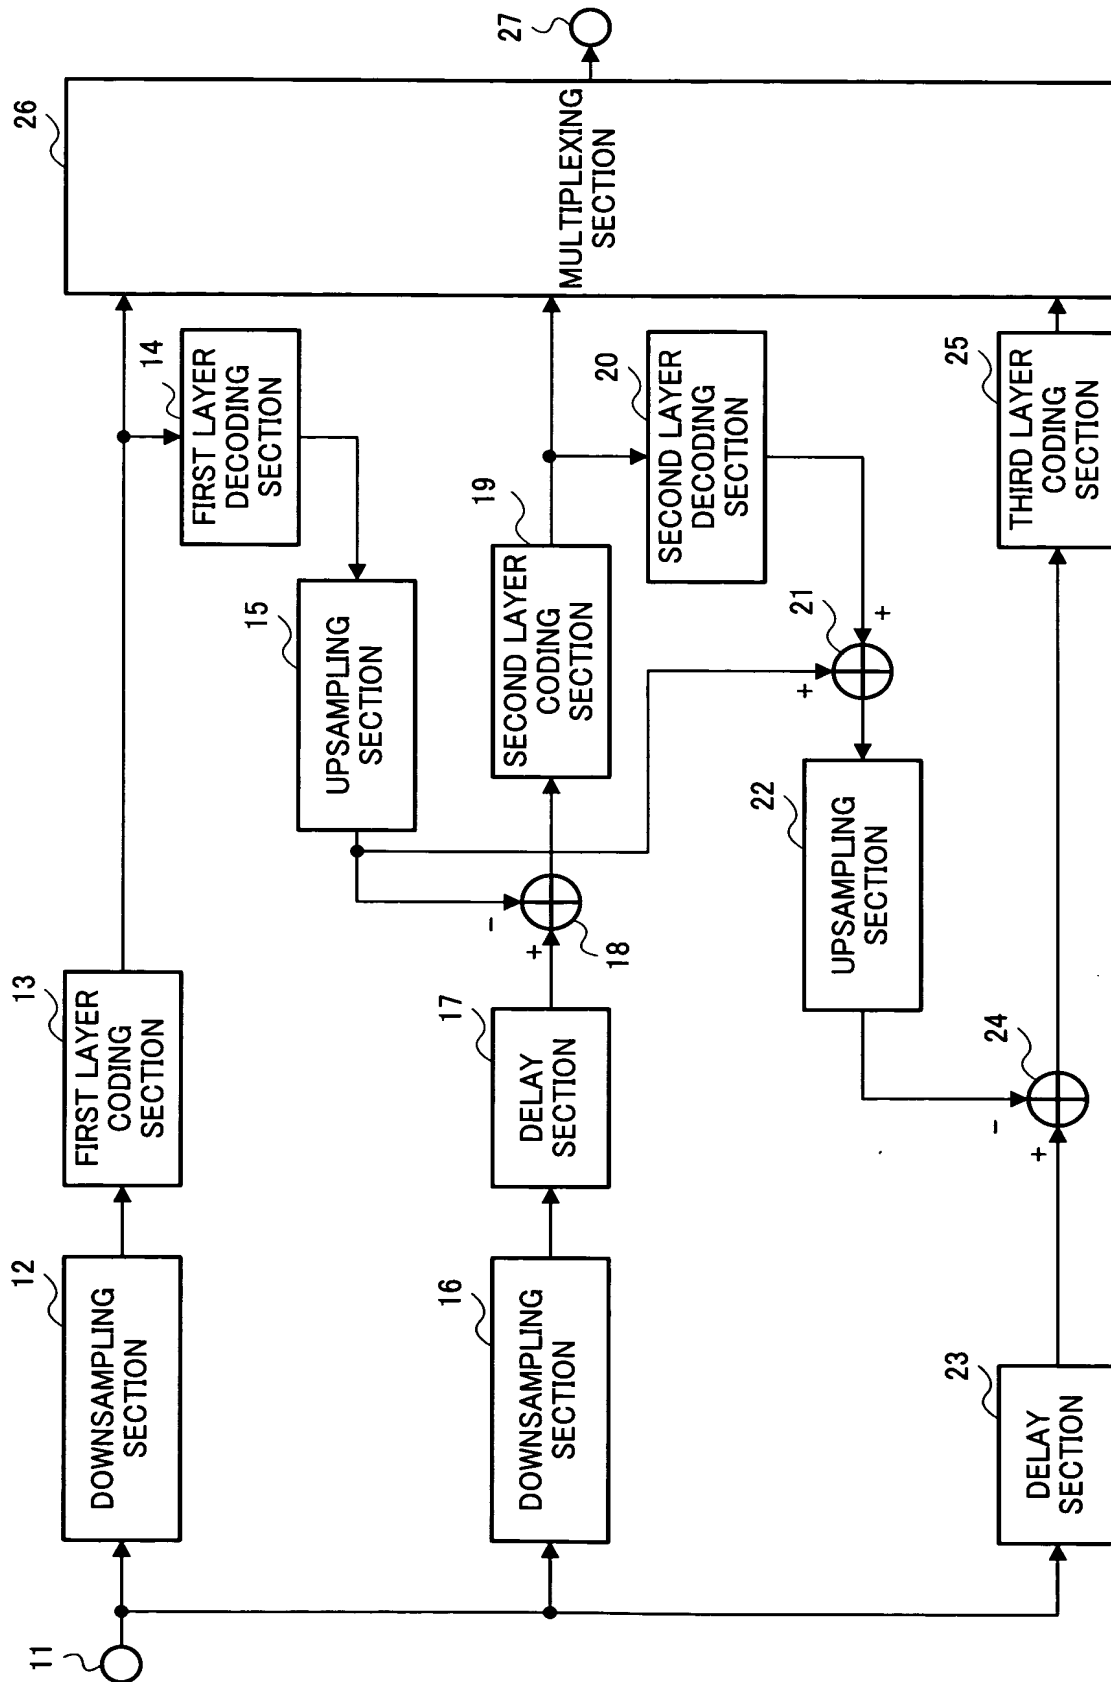 11
12
DOWNSAMPLING
SECTION
13
FIRST LAYER
CODING
SECTION
14
FIRST LAYER
DECODING
SECTION
15
UPSAMPLING
SECTION
16
DOWNSAMPLING
SECTION
17
DELAY
SECTION
-
+
18
19
SECOND LAYER
CODING
SECTION
20
SECOND LAYER
DECODING
SECTION
+
+
21
22
UPSAMPLING
SECTION
23
DELAY
SECTION
-
+
24
25
THIRD LAYER
CODING
SECTION
26
MULTIPLEXING
SECTION
27